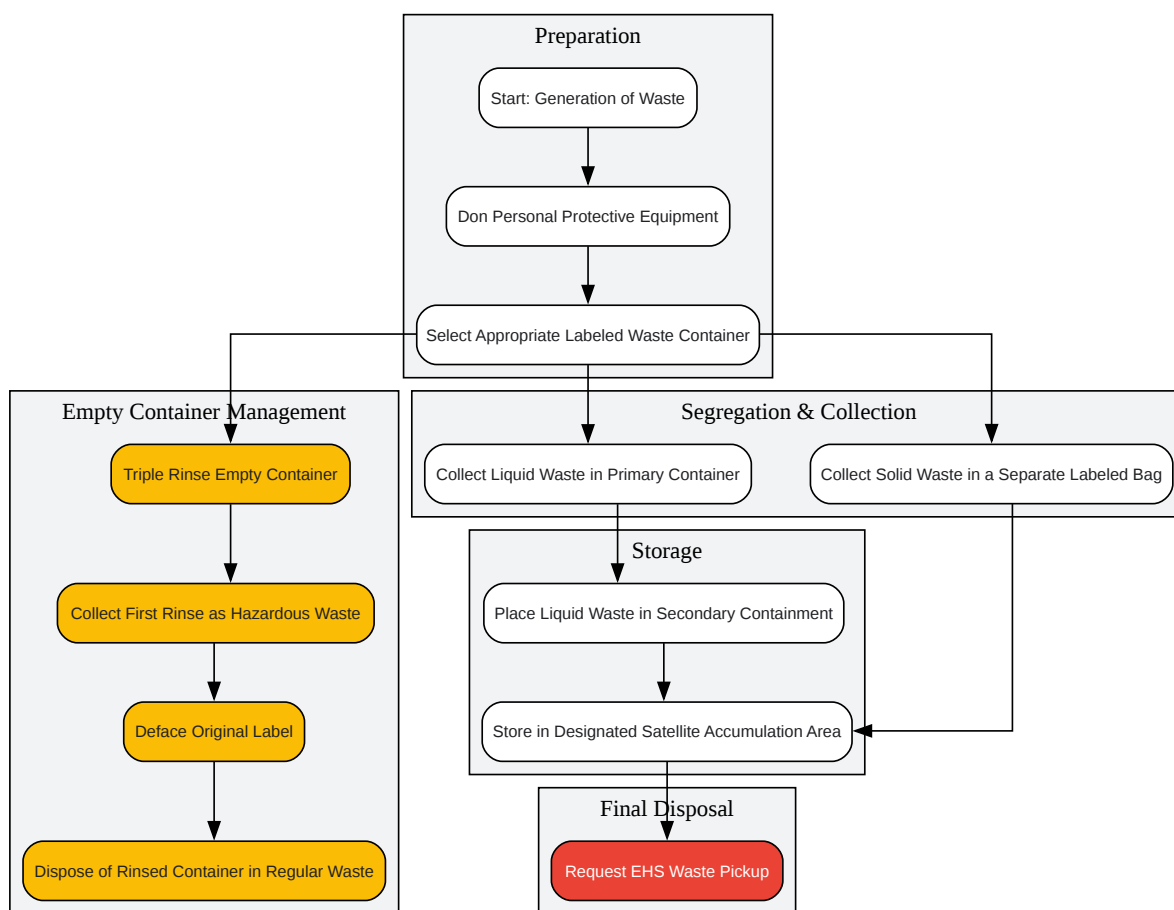 Preparation
Start: Generation of Waste
Don Personal Protective Equipment
Select Appropriate Labeled Waste Container
Empty Container Management
Triple Rinse Empty Container
Collect First Rinse as Hazardous Waste
Deface Original Label
Dispose of Rinsed Container in Regular Waste
Segregation & Collection
Collect Liquid Waste in Primary Container
Collect Solid Waste in a Separate Labeled Bag
Storage
Place Liquid Waste in Secondary Containment
Store in Designated Satellite Accumulation Area
Final Disposal
Request EHS Waste Pickup